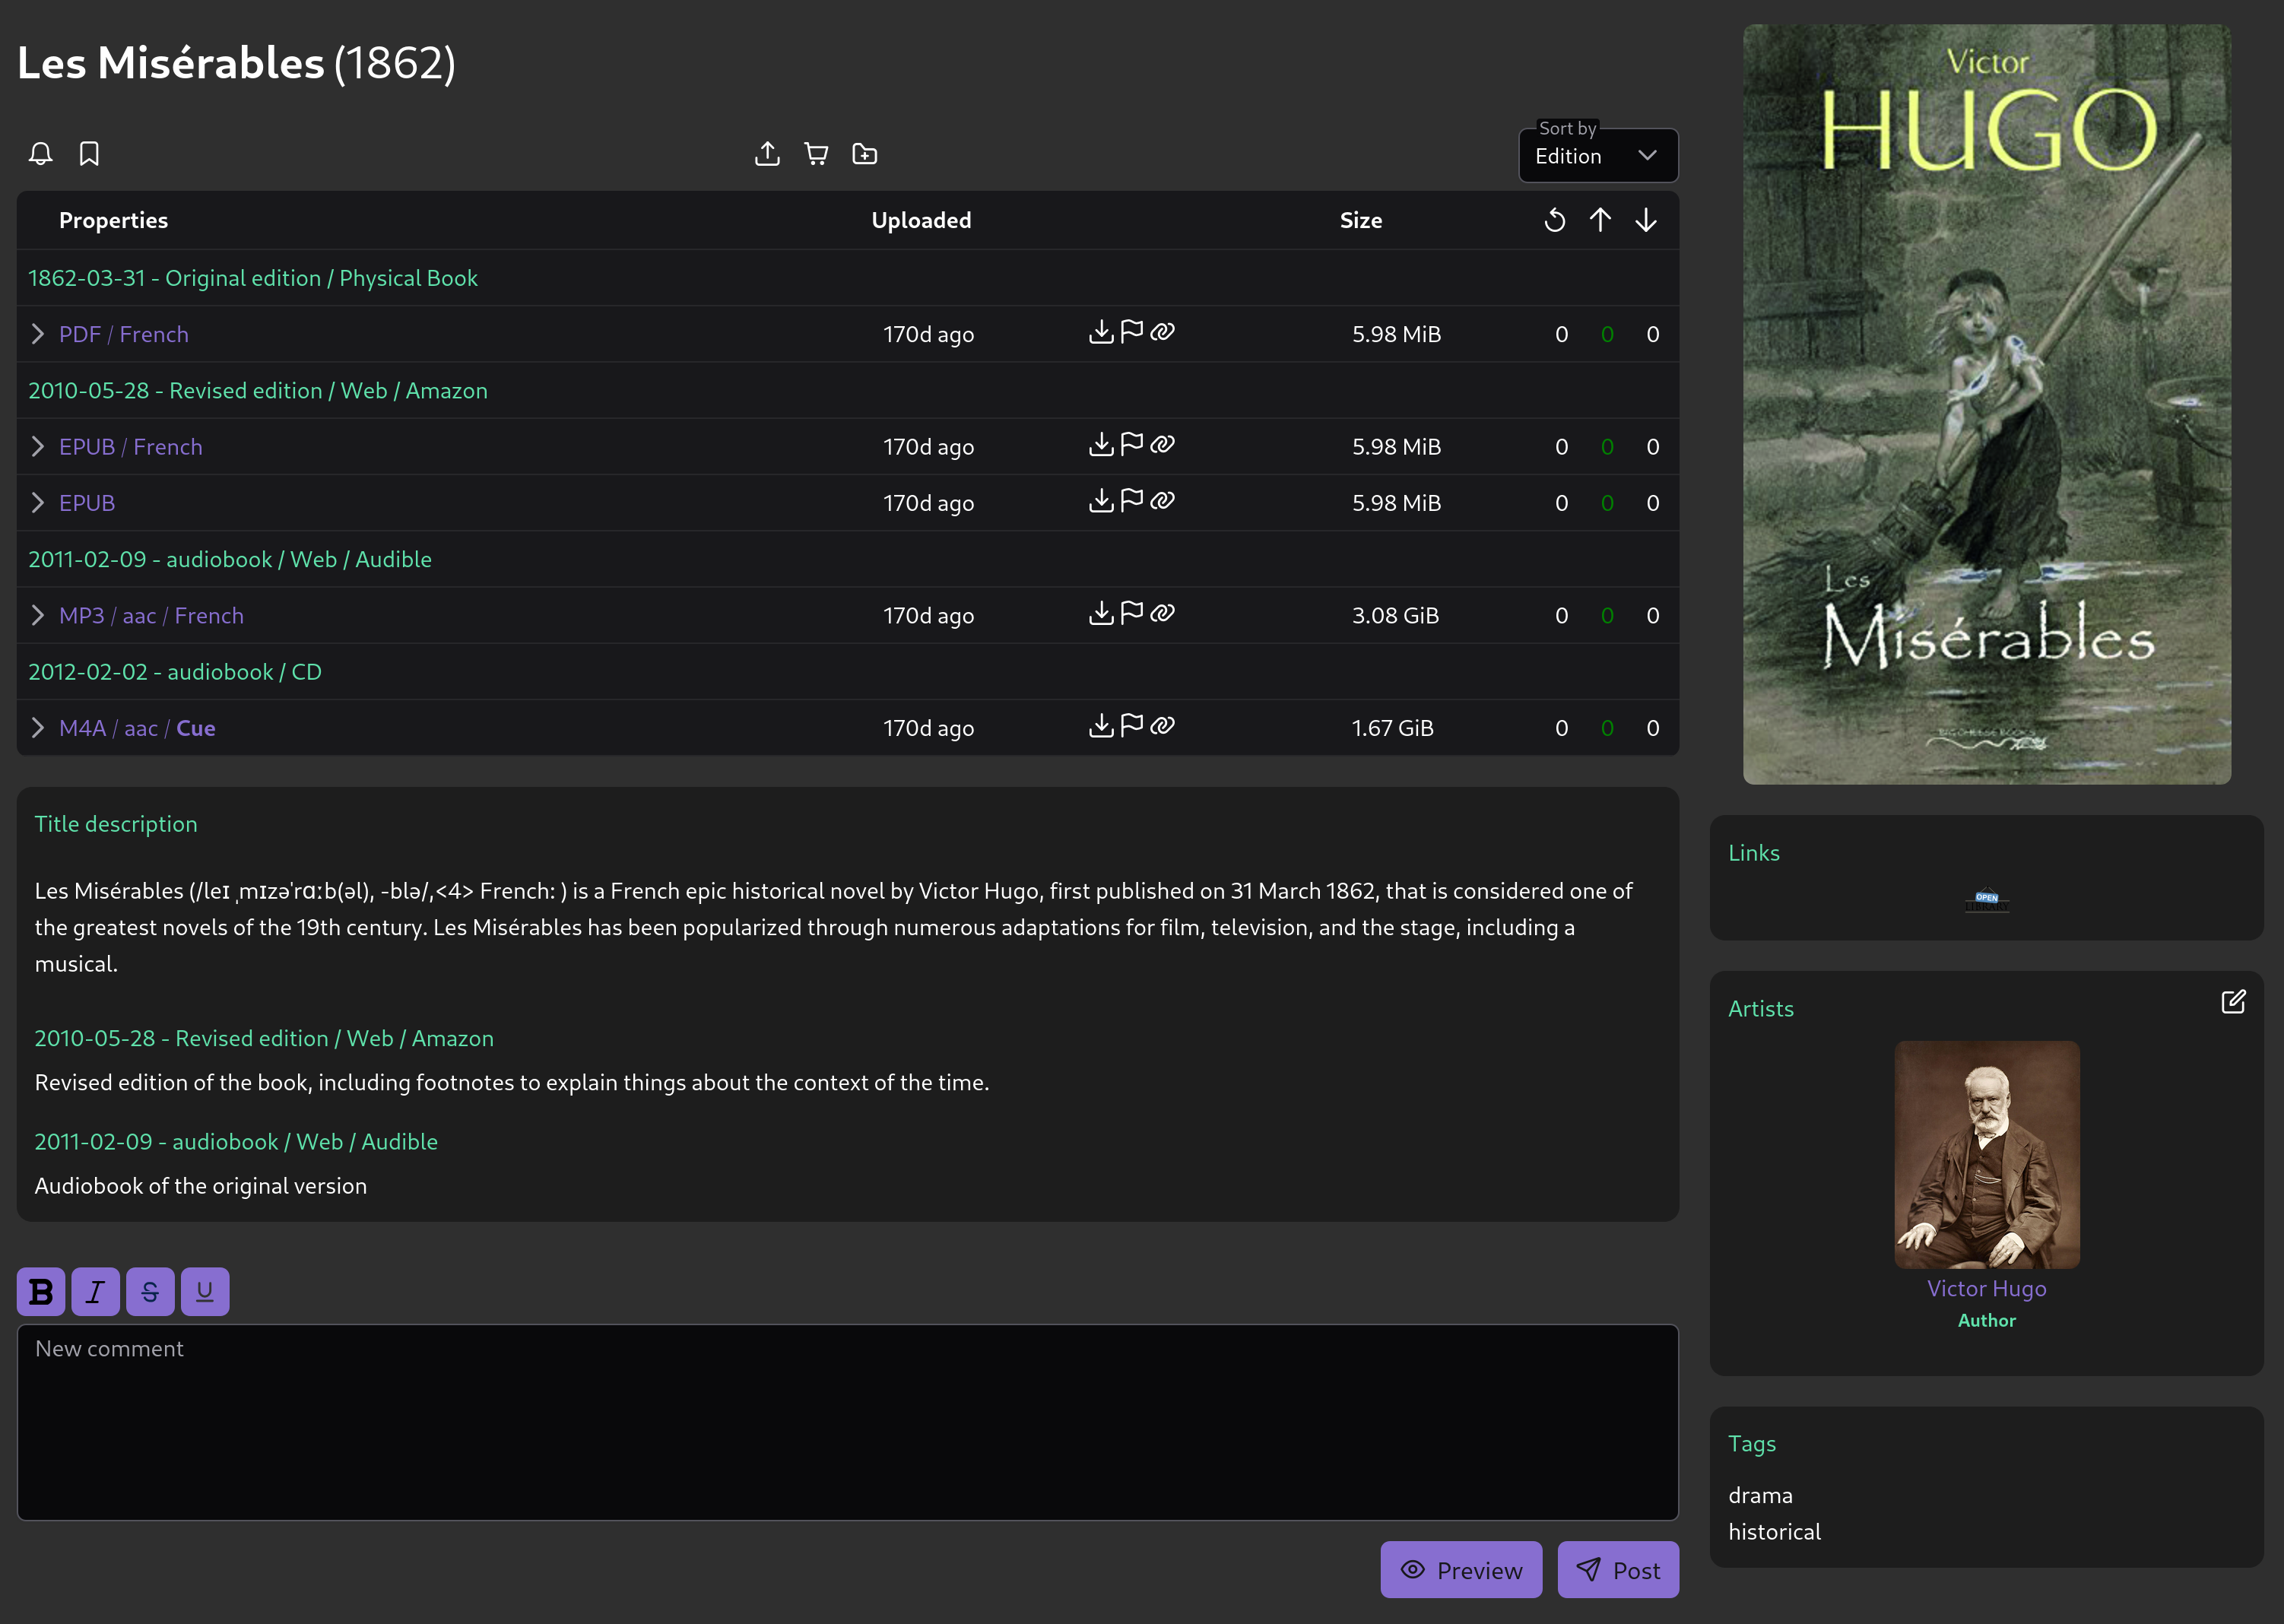 Les Misérables (1862)
Sort by
Edition
Properties Uploaded Size
1862-03-31 - Original edition / Physical Book
PDF / French 170d ago 5.98 MiB 0 0 0
2010-05-28 - Revised edition / Web / Amazon
EPUB / French 170d ago 5.98 MiB 0 0 0
EPUB 170d ago 5.98 MiB 0 0 0
2011-02-09 - audiobook / Web / Audible
MP3 / aac / French 170d ago 3.08 GiB 0 0 0
2012-02-02 - audiobook / CD
M4A / aac / Cue 170d ago 1.67 GiB 0 0 0
Title description
Les Misérables (/leɪ ˌmɪzəˈrɑːb(əl), -blə/,<4> French: ) is a French epic historical novel by Victor Hugo, first published on 31 March 1862, that is considered one of
the greatest novels of the 19th century. Les Misérables has been popularized through numerous adaptations for film, television, and the stage, including a
musical.
2010-05-28 - Revised edition / Web / Amazon
Revised edition of the book, including footnotes to explain things about the context of the time.
2011-02-09 - audiobook / Web / Audible
Audiobook of the original version
B I S U
New comment
Preview Post
Victor
HUGO
Les
Misérables
BIG CHEESE BOOKS
Links
OPEN
LIBRARY
Artists
Victor Hugo
Author
Tags
drama
historical